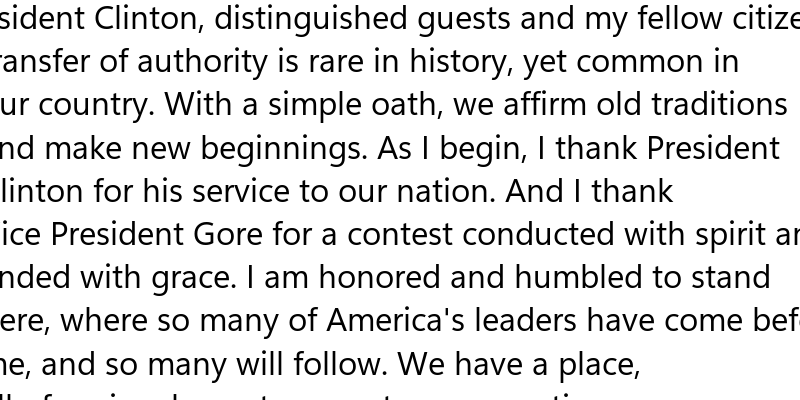 sident Clinton, distinguished guests and my fellow citize
ransfer of authority is rare in history, yet common in
ur country. With a simple oath, we affirm old traditions
nd make new beginnings. As I begin, I thank President
linton for his service to our nation. And I thank
ice President Gore for a contest conducted with spirit an
nded with grace. I am honored and humbled to stand
ere, where so many of America's leaders have come befo
me, and so many will follow. We have a place,